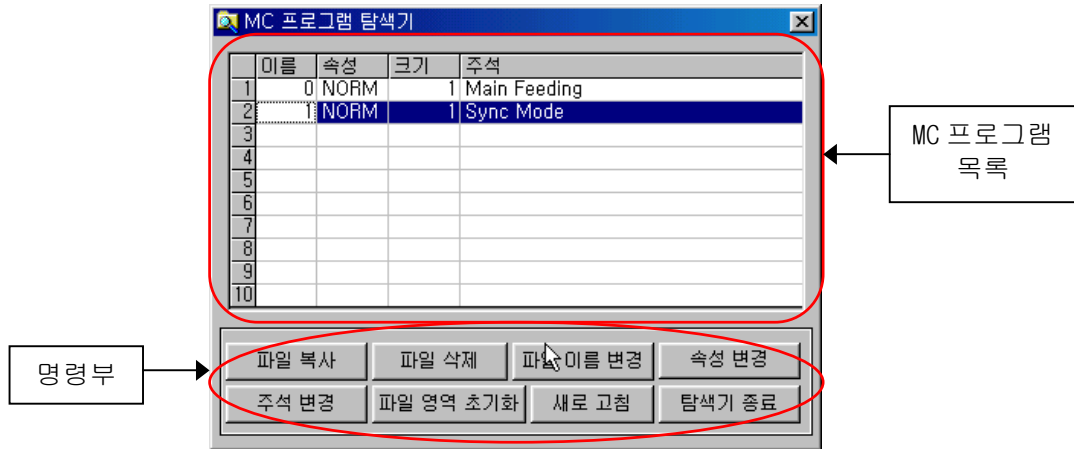 MC 프로그램 탐색기
이름 속성 크기 주석
1 0 NORM 1 Main Feeding
2 1 NORM 1 Sync Mode
3
4
5
6
7
8
9
10
MC 프로그램
목록
명령부
파일 복사 파일 삭제 파일 이름 변경 속성 변경
주석 변경 파일 영역 초기화 새로 고침 탐색기 종료